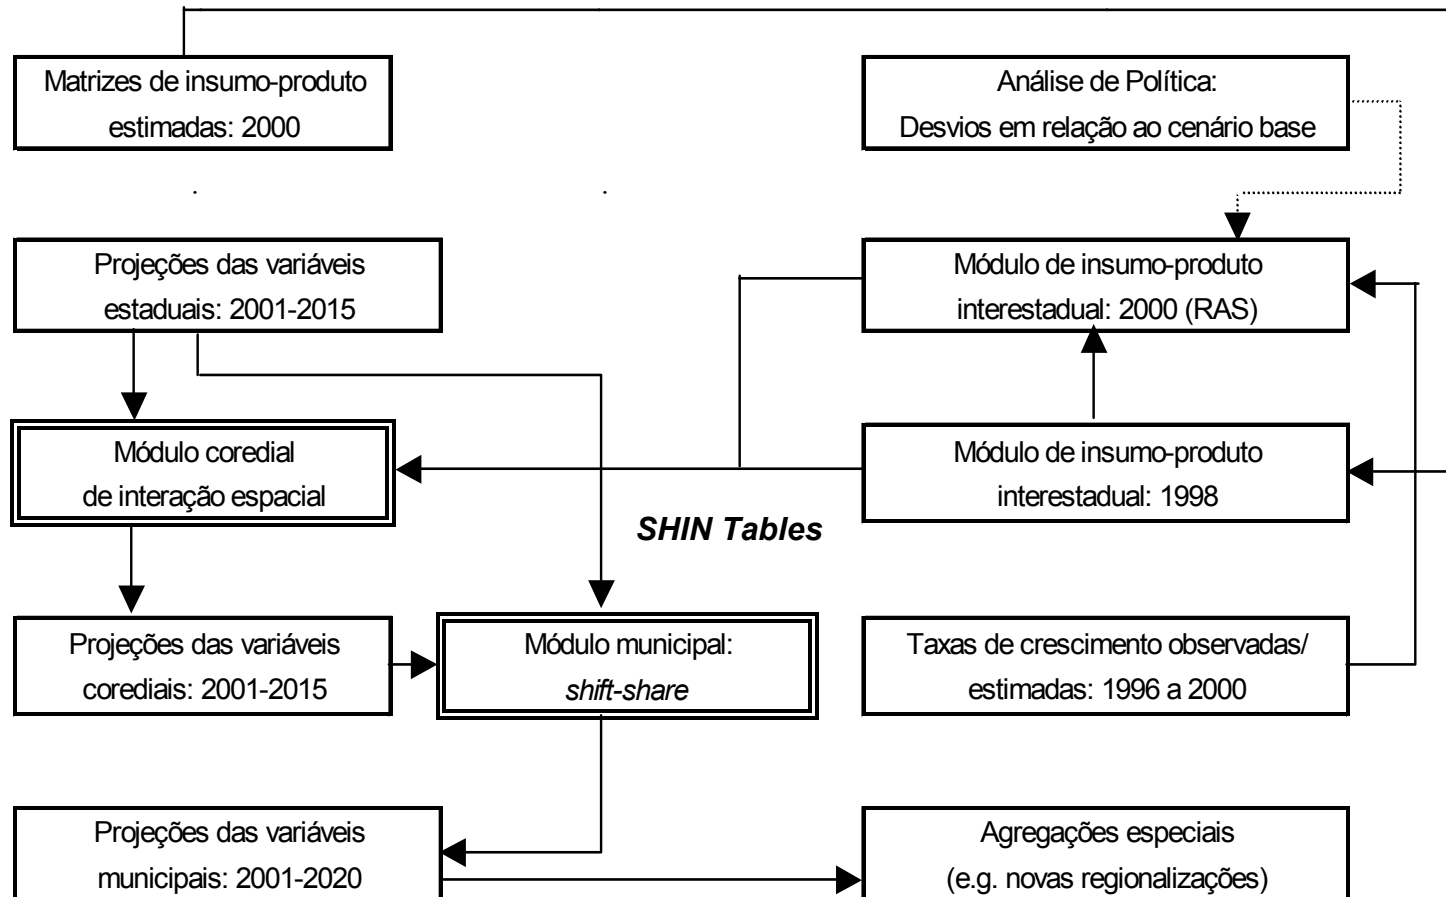 Matrizes de insumo-produto
estimadas: 2000
Análise de Política:
Desvios em relação ao cenário base
Projeções das variáveis
estaduais: 2001-2015
Módulo de insumo-produto
interestadual: 2000 (RAS)
Módulo coredial
de interação espacial
Módulo de insumo-produto
interestadual: 1998
SHIN Tables
Projeções das variáveis
corediais: 2001-2015
Módulo municipal:
shift-share
Taxas de crescimento observadas/
estimadas: 1996 a 2000
Projeções das variáveis
municipais: 2001-2020
Agregações especiais
(e.g. novas regionalizações)